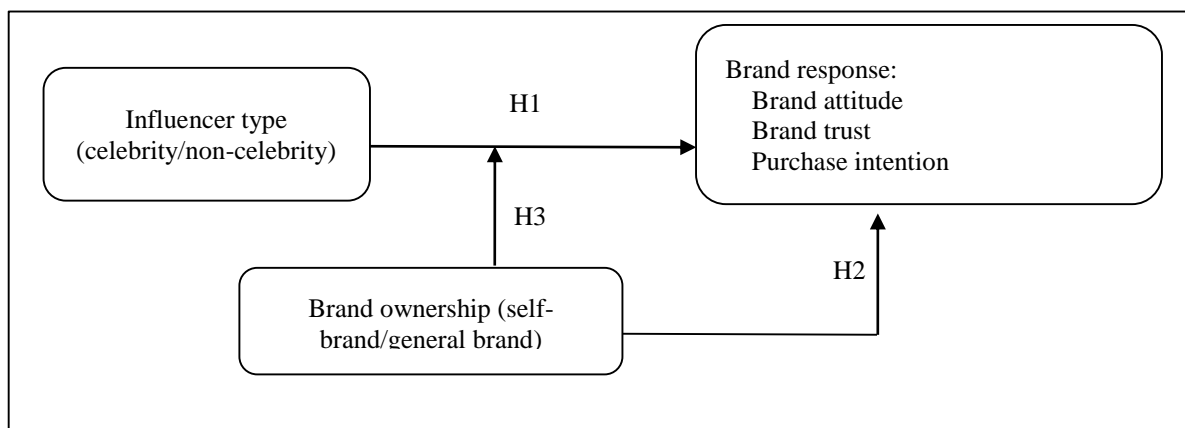 Influencer type
(celebrity/non-celebrity)
H1
Brand response:
Brand attitude
Brand trust
Purchase intention
H3
H2
Brand ownership (self-
brand/general brand)